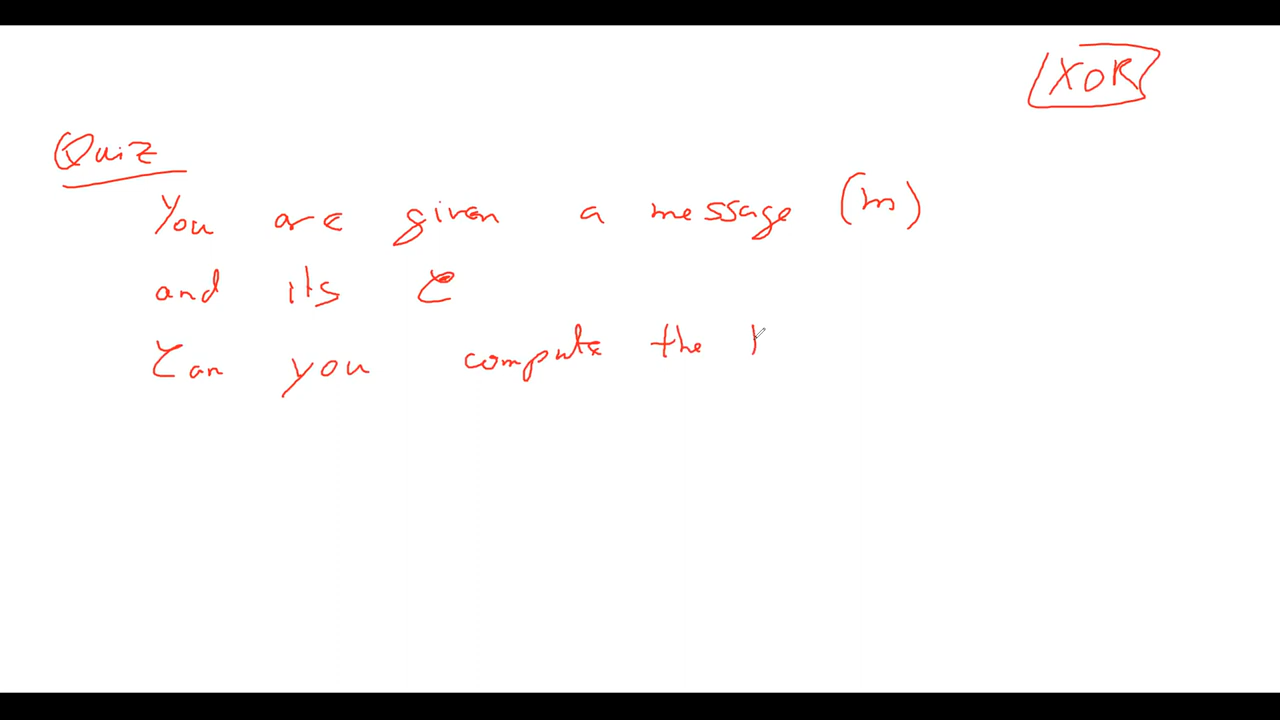 XOR
Quiz
You are given a message (m)
and its c
Can you compute the